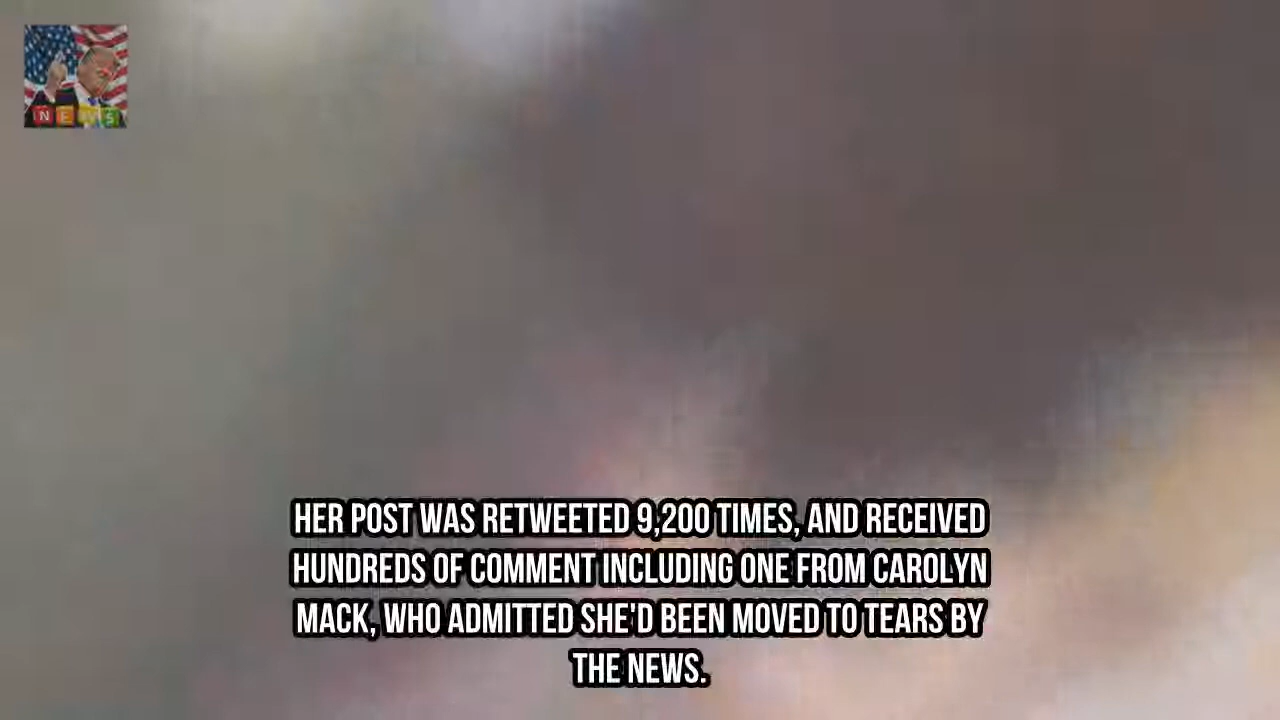 NEWS
HER POST WAS RETWEETED 9,200 TIMES, AND RECEIVED
HUNDREDS OF COMMENT INCLUDING ONE FROM CAROLYN
MACK, WHO ADMITTED SHE'D BEEN MOVED TO TEARS BY
THE NEWS.